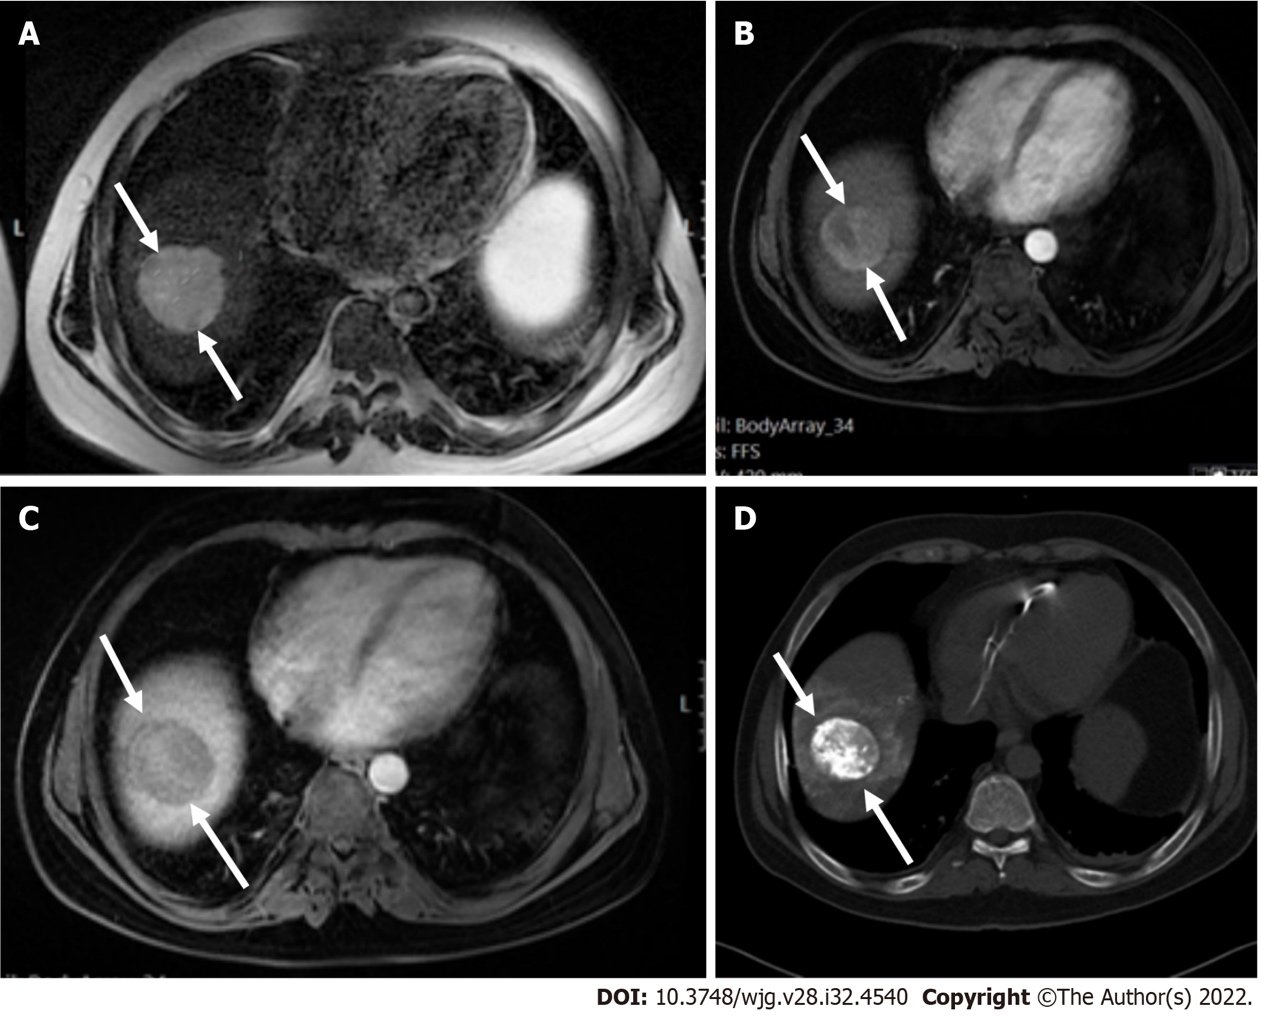 A
B
L
L
il: BodyArray_34
s: FFS
C
D
L
DOI: 10.3748/wjg.v28.i32.4540 Copyright ©The Author(s) 2022.